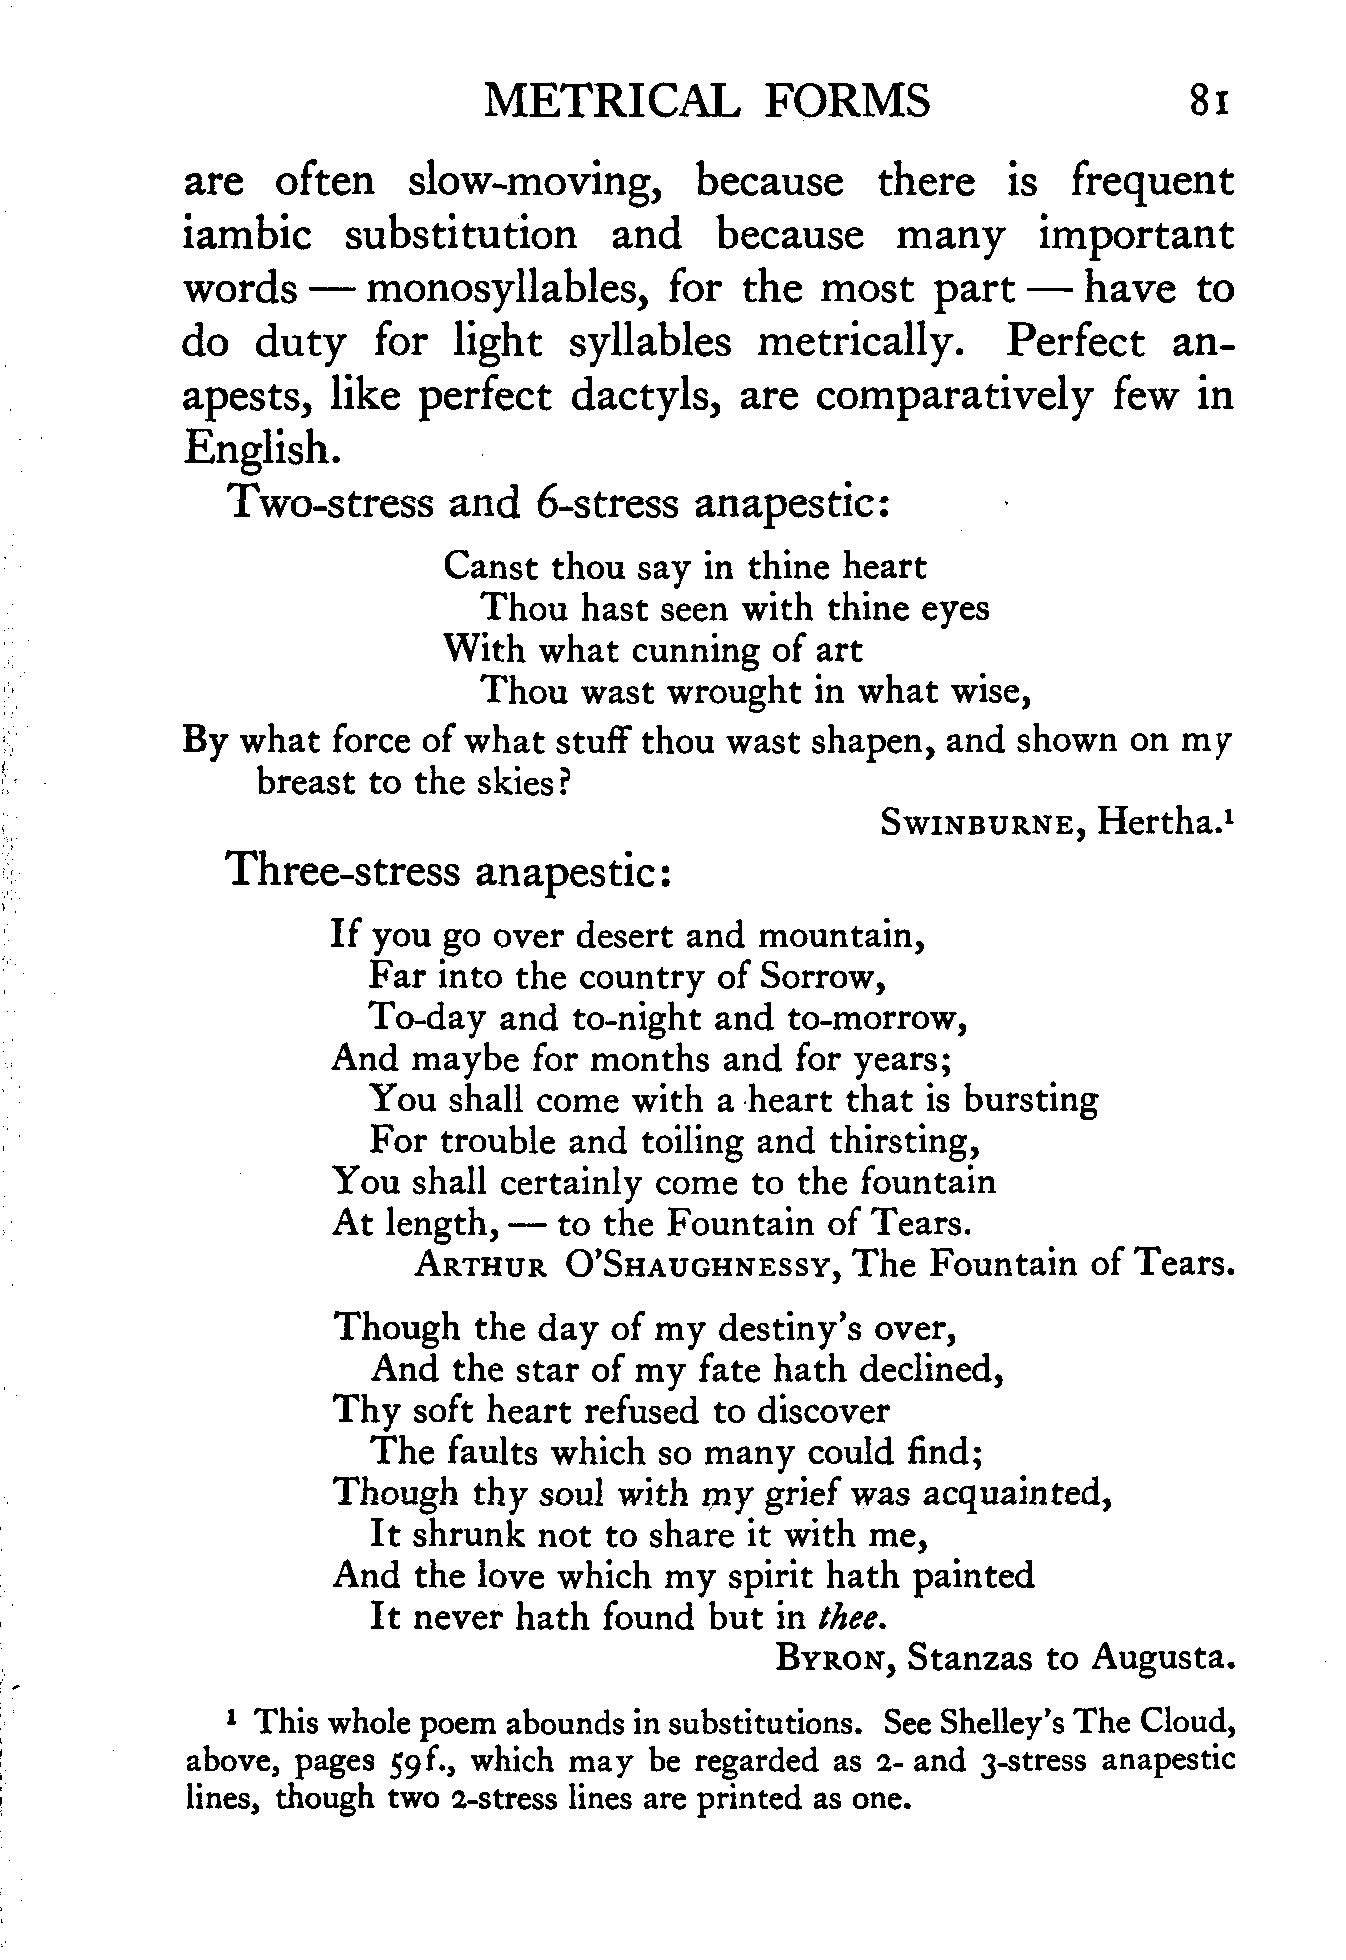 METRICAL FORMS 81
are often slow-moving, because there is frequent
iambic substitution and because many important
words — monosyllables, for the most part — have to
do duty for light syllables metrically. Perfect an-
apests, like perfect dactyls, are comparatively few in
English.
Two-stress and 6-stress anapestic:
Canst thou say in thine heart
Thou hast seen with thine eyes
With what cunning of art
Thou wast wrought in what wise,
By what force of what stuff thou wast shapen, and shown on my
breast to the skies?
SWINBURNE, Hertha.¹
Three-stress anapestic:
If you go over desert and mountain,
Far into the country of Sorrow,
To-day and to-night and to-morrow,
And maybe for months and for years;
You shall come with a heart that is bursting
For trouble and toiling and thirsting,
You shall certainly come to the fountain
At length, — to the Fountain of Tears.
ARTHUR O'SHAUGHNESSY, The Fountain of Tears.
Though the day of my destiny's over,
And the star of my fate hath declined,
Thy soft heart refused to discover
The faults which so many could find;
Though thy soul with my grief was acquainted,
It shrunk not to share it with me,
And the love which my spirit hath painted
It never hath found but in thee.
BYRON, Stanzas to Augusta.
¹ This whole poem abounds in substitutions. See Shelley's The Cloud,
above, pages 59f., which may be regarded as 2- and 3-stress anapestic
lines, though two 2-stress lines are printed as one.